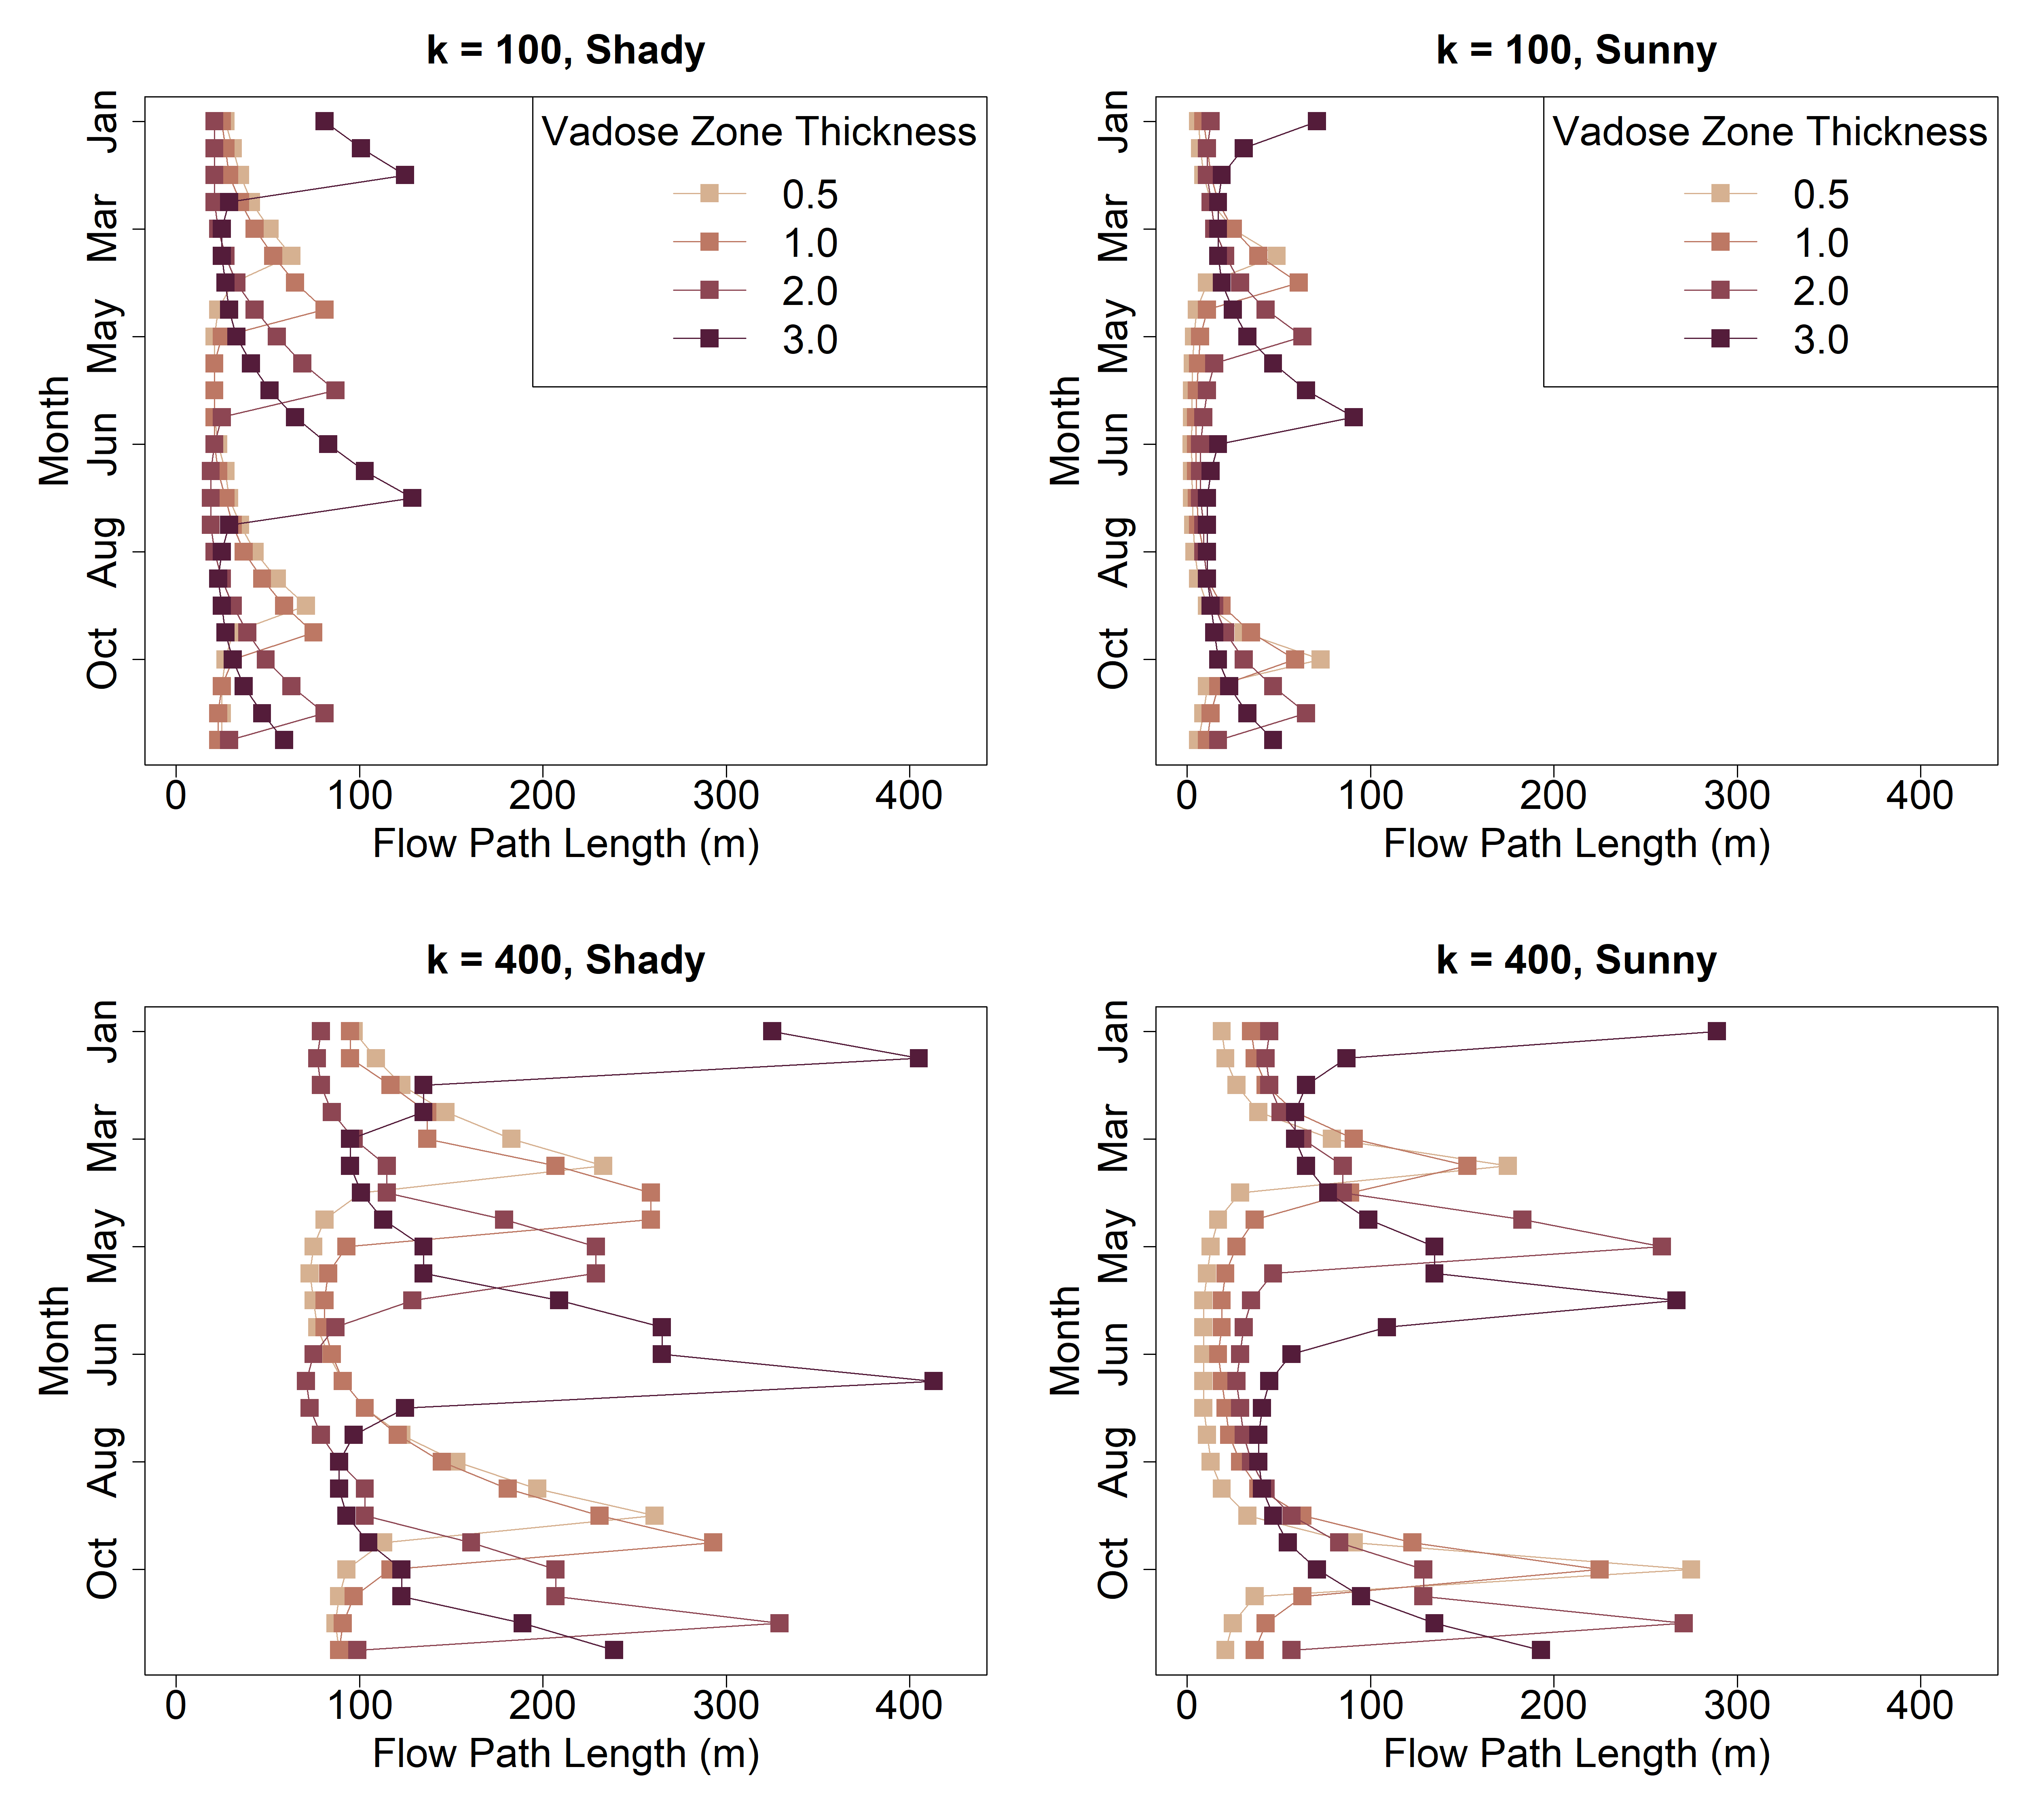 k = 100, Shady
Month
Jan
Mar
May
Jun
Aug
Oct
Vadose Zone Thickness
0.5
1.0
2.0
3.0
0 100 200 300 400
Flow Path Length (m)
k = 100, Sunny
Month
Jan
Mar
May
Jun
Aug
Oct
Vadose Zone Thickness
0.5
1.0
2.0
3.0
0 100 200 300 400
Flow Path Length (m)
k = 400, Shady
Month
Jan
Mar
May
Jun
Aug
Oct
0 100 200 300 400
Flow Path Length (m)
k = 400, Sunny
Month
Jan
Mar
May
Jun
Aug
Oct
0 100 200 300 400
Flow Path Length (m)